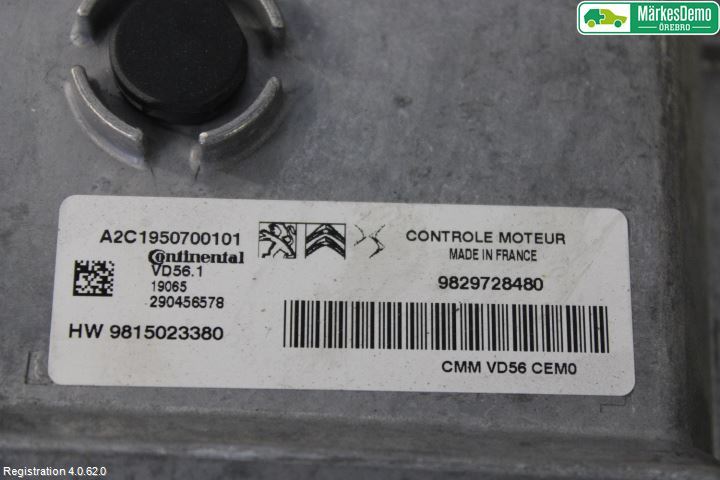 MärkesDemo
ÖREBRO
A2C1950700101
Continental
VD56.1
19065
290456578
HW 9815023380
CONTROLE MOTEUR
MADE IN FRANCE
9829728480
CMM VD56 CEM0
Registration 4.0.62.0